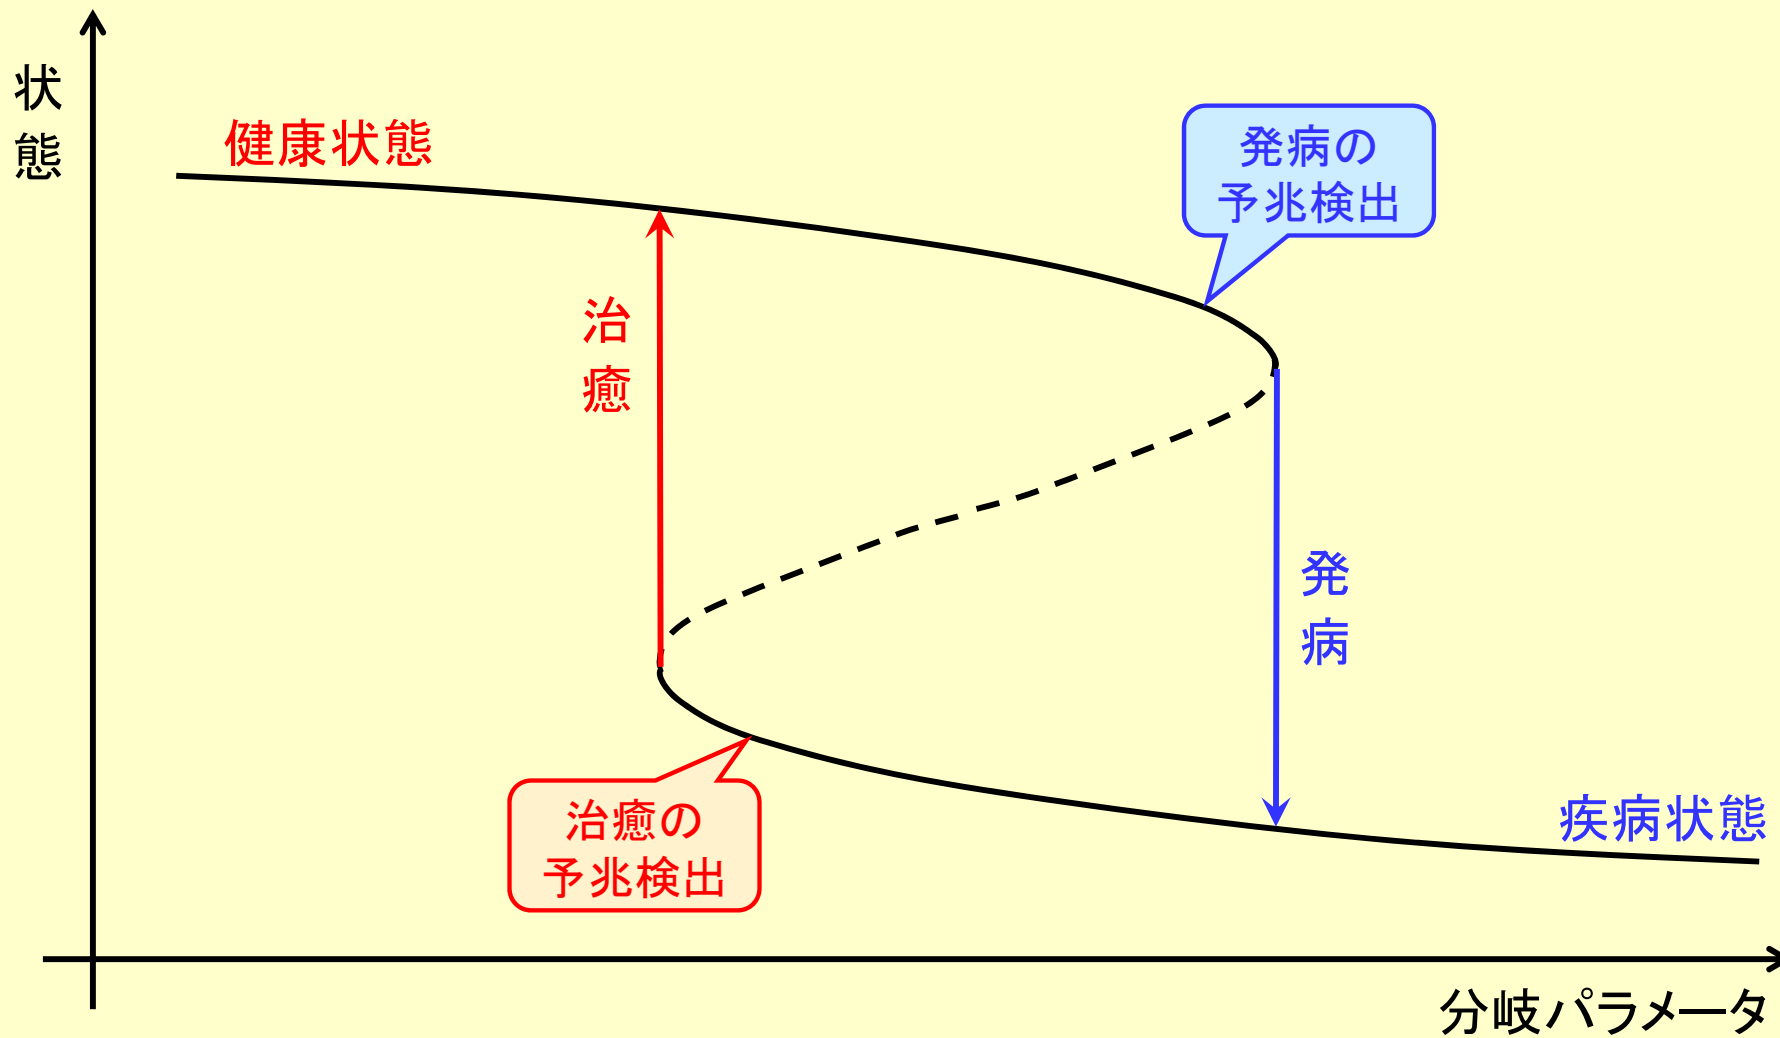 状態
健康状態
発病の
予兆検出
治癒
発病
治癒の
予兆検出
疾病状態
分岐パラメータ